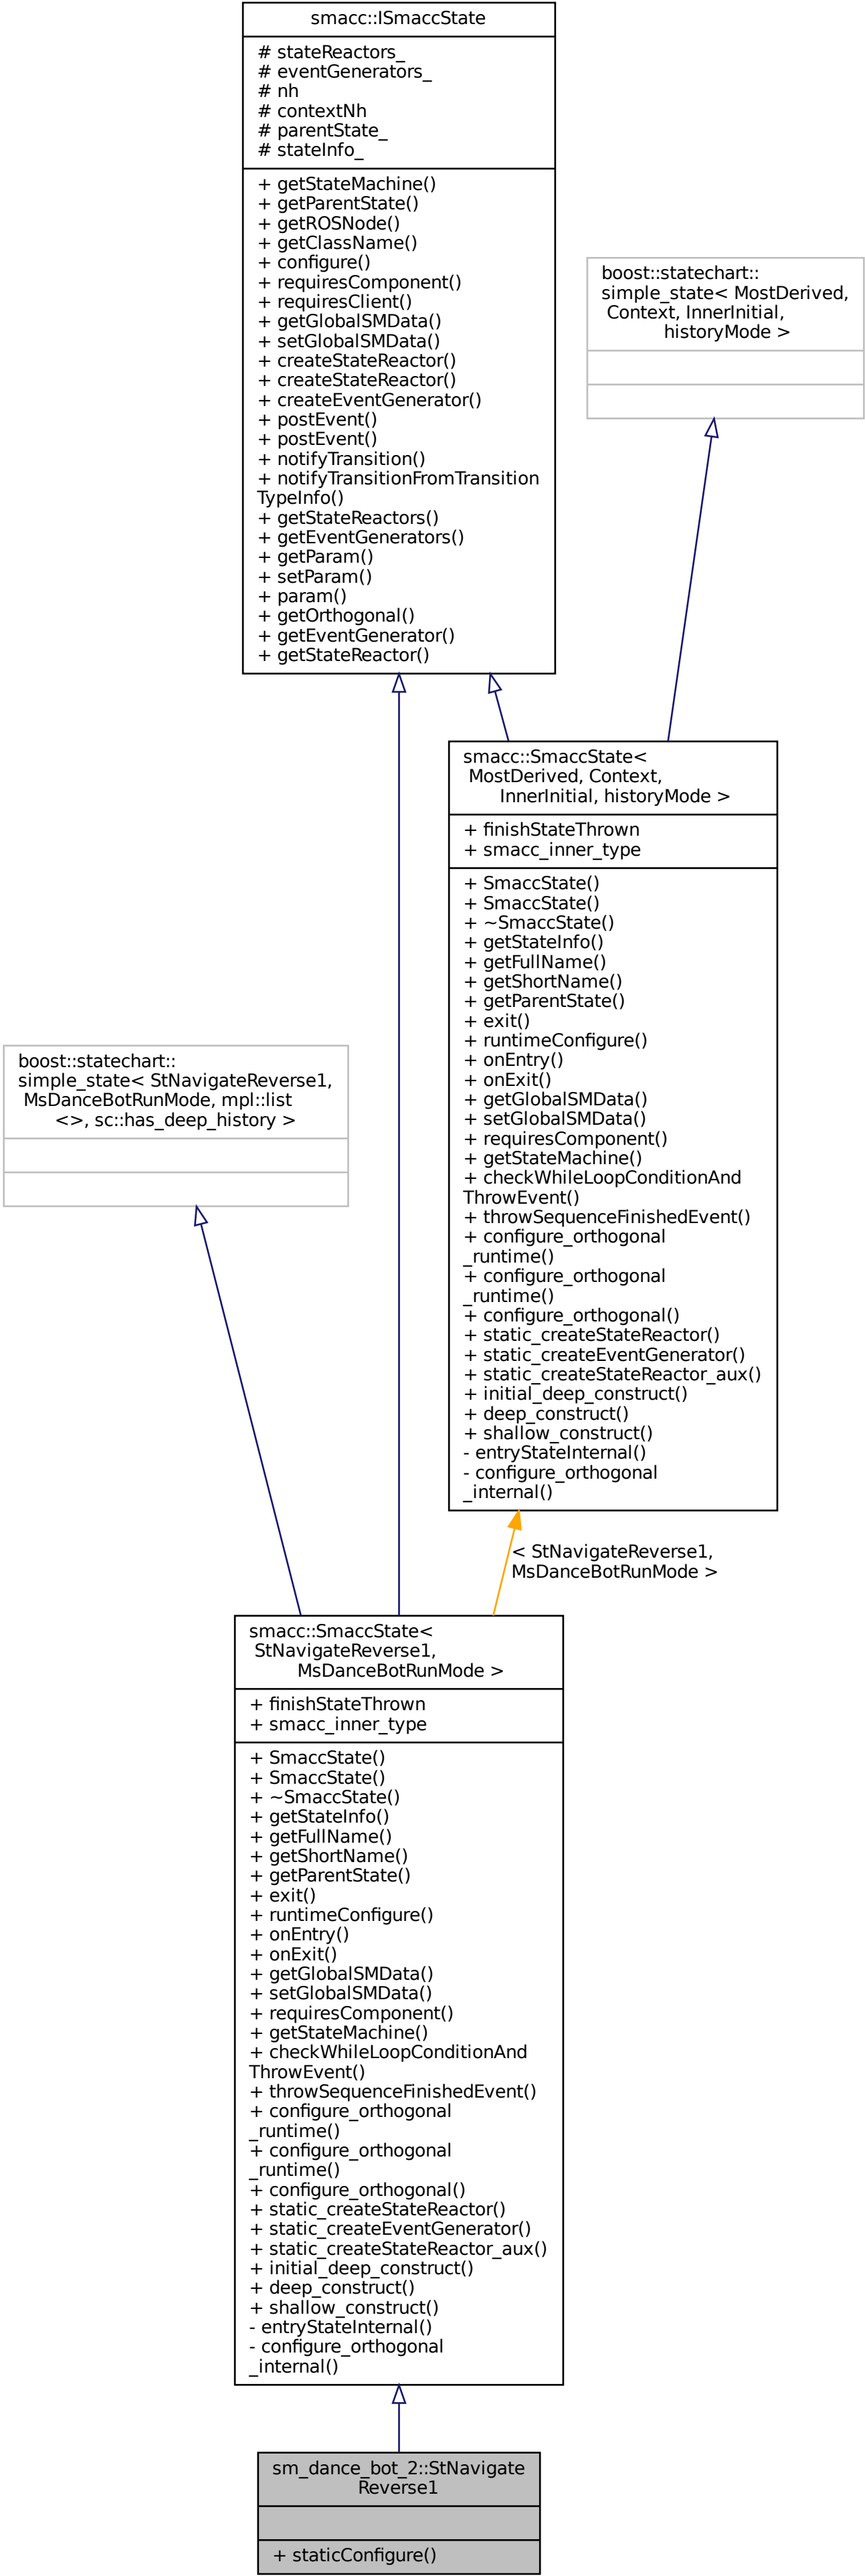 smacc::ISmaccState
# stateReactors_
# eventGenerators_
# nh
# contextNh
# parentState_
# stateInfo_
+ getStateMachine()
+ getParentState()
+ getROSNode()
+ getClassName()
+ configure()
+ requiresComponent()
+ requiresClient()
+ getGlobalSMData()
+ setGlobalSMData()
+ createStateReactor()
+ createStateReactor()
+ createEventGenerator()
+ postEvent()
+ postEvent()
+ notifyTransition()
+ notifyTransitionFromTransition
TypeInfo()
+ getStateReactors()
+ getEventGenerators()
+ getParam()
+ setParam()
+ param()
+ getOrthogonal()
+ getEventGenerator()
+ getStateReactor()
boost::statechart::
simple_state< MostDerived,
Context, InnerInitial,
historyMode >
smacc::SmaccState<
MostDerived, Context,
InnerInitial, historyMode >
+ finishStateThrown
+ smacc_inner_type
+ SmaccState()
+ SmaccState()
+ ~SmaccState()
+ getStateInfo()
+ getFullName()
+ getShortName()
+ getParentState()
+ exit()
+ runtimeConfigure()
+ onEntry()
+ onExit()
+ getGlobalSMData()
+ setGlobalSMData()
+ requiresComponent()
+ getStateMachine()
+ checkWhileLoopConditionAnd
ThrowEvent()
+ throwSequenceFinishedEvent()
+ configure_orthogonal
_runtime()
+ configure_orthogonal
_runtime()
+ configure_orthogonal()
+ static_createStateReactor()
+ static_createEventGenerator()
+ static_createStateReactor_aux()
+ initial_deep_construct()
+ deep_construct()
+ shallow_construct()
- entryStateInternal()
- configure_orthogonal
_internal()
boost::statechart::
simple_state< StNavigateReverse1,
MsDanceBotRunMode, mpl::list
<>, sc::has_deep_history >
< StNavigateReverse1,
MsDanceBotRunMode >
smacc::SmaccState<
StNavigateReverse1,
MsDanceBotRunMode >
+ finishStateThrown
+ smacc_inner_type
+ SmaccState()
+ SmaccState()
+ ~SmaccState()
+ getStateInfo()
+ getFullName()
+ getShortName()
+ getParentState()
+ exit()
+ runtimeConfigure()
+ onEntry()
+ onExit()
+ getGlobalSMData()
+ setGlobalSMData()
+ requiresComponent()
+ getStateMachine()
+ checkWhileLoopConditionAnd
ThrowEvent()
+ throwSequenceFinishedEvent()
+ configure_orthogonal
_runtime()
+ configure_orthogonal
_runtime()
+ configure_orthogonal()
+ static_createStateReactor()
+ static_createEventGenerator()
+ static_createStateReactor_aux()
+ initial_deep_construct()
+ deep_construct()
+ shallow_construct()
- entryStateInternal()
- configure_orthogonal
_internal()
sm_dance_bot_2::StNavigate
Reverse1
+ staticConfigure()